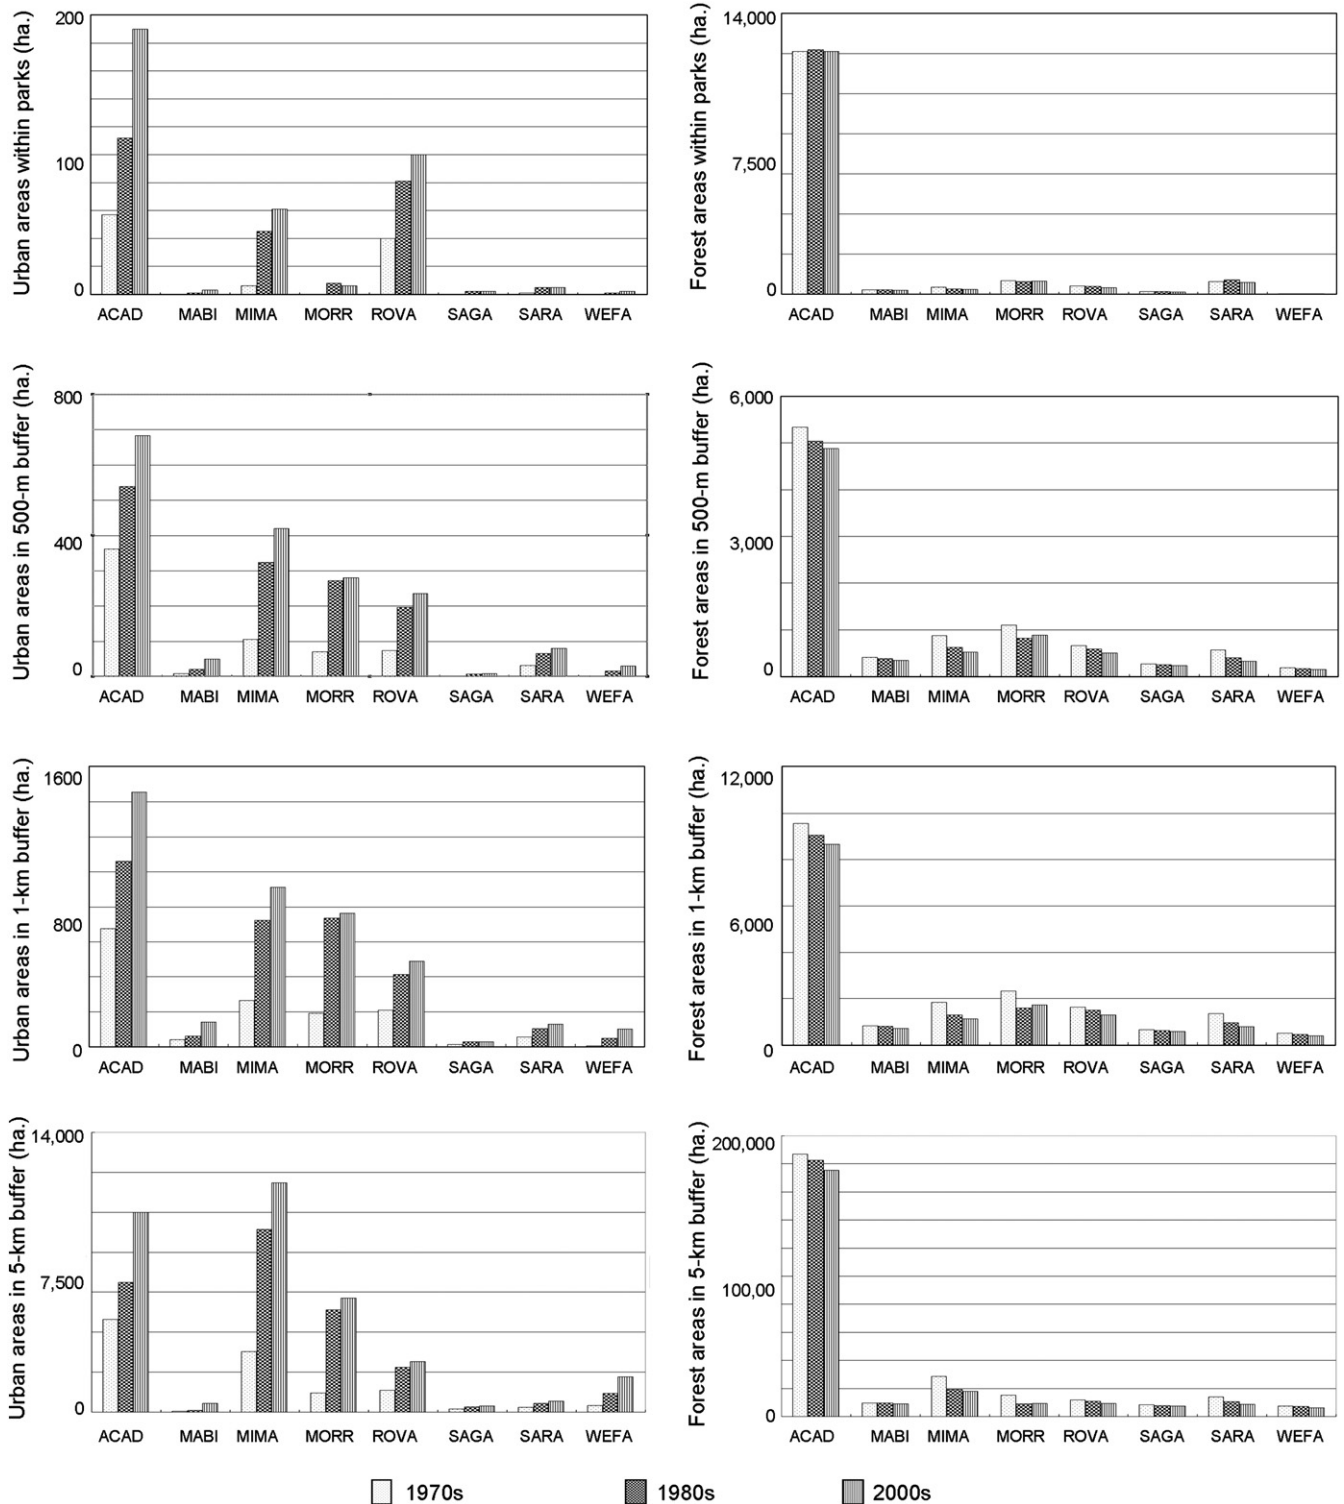 Urban areas within parks (ha.)
200
100
0
ACAD MABI MIMA MORR ROVA SAGA SARA WEFA
Forest areas within parks (ha.)
14,000
7,500
0
ACAD MABI MIMA MORR ROVA SAGA SARA WEFA
Urban areas in 500-m buffer (ha.)
800
400
0
ACAD MABI MIMA MORR ROVA SAGA SARA WEFA
Forest areas in 500-m buffer (ha.)
6,000
3,000
0
ACAD MABI MIMA MORR ROVA SAGA SARA WEFA
Urban areas in 1-km buffer (ha.)
1600
800
0
ACAD MABI MIMA MORR ROVA SAGA SARA WEFA
Forest areas in 1-km buffer (ha.)
12,000
6,000
0
ACAD MABI MIMA MORR ROVA SAGA SARA WEFA
Urban areas in 5-km buffer (ha.)
14,000
7,500
0
ACAD MABI MIMA MORR ROVA SAGA SARA WEFA
Forest areas in 5-km buffer (ha.)
200,000
100,00
0
ACAD MABI MIMA MORR ROVA SAGA SARA WEFA
1970s 1980s 2000s